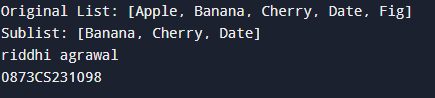 Original List: [Apple, Banana, Cherry, Date, Fig]
Sublist: [Banana, Cherry, Date]
riddhi agrawal
0873CS231098